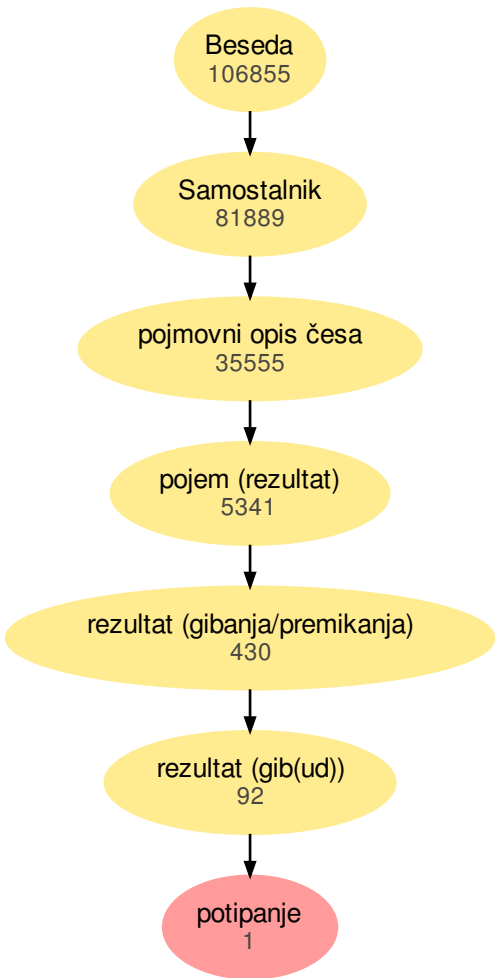 Beseda
106855
Samostalnik
81889
pojmovni opis česa
35555
pojem (rezultat)
5341
rezultat (gibanja/premikanja)
430
rezultat (gib(ud))
92
potipanje
1